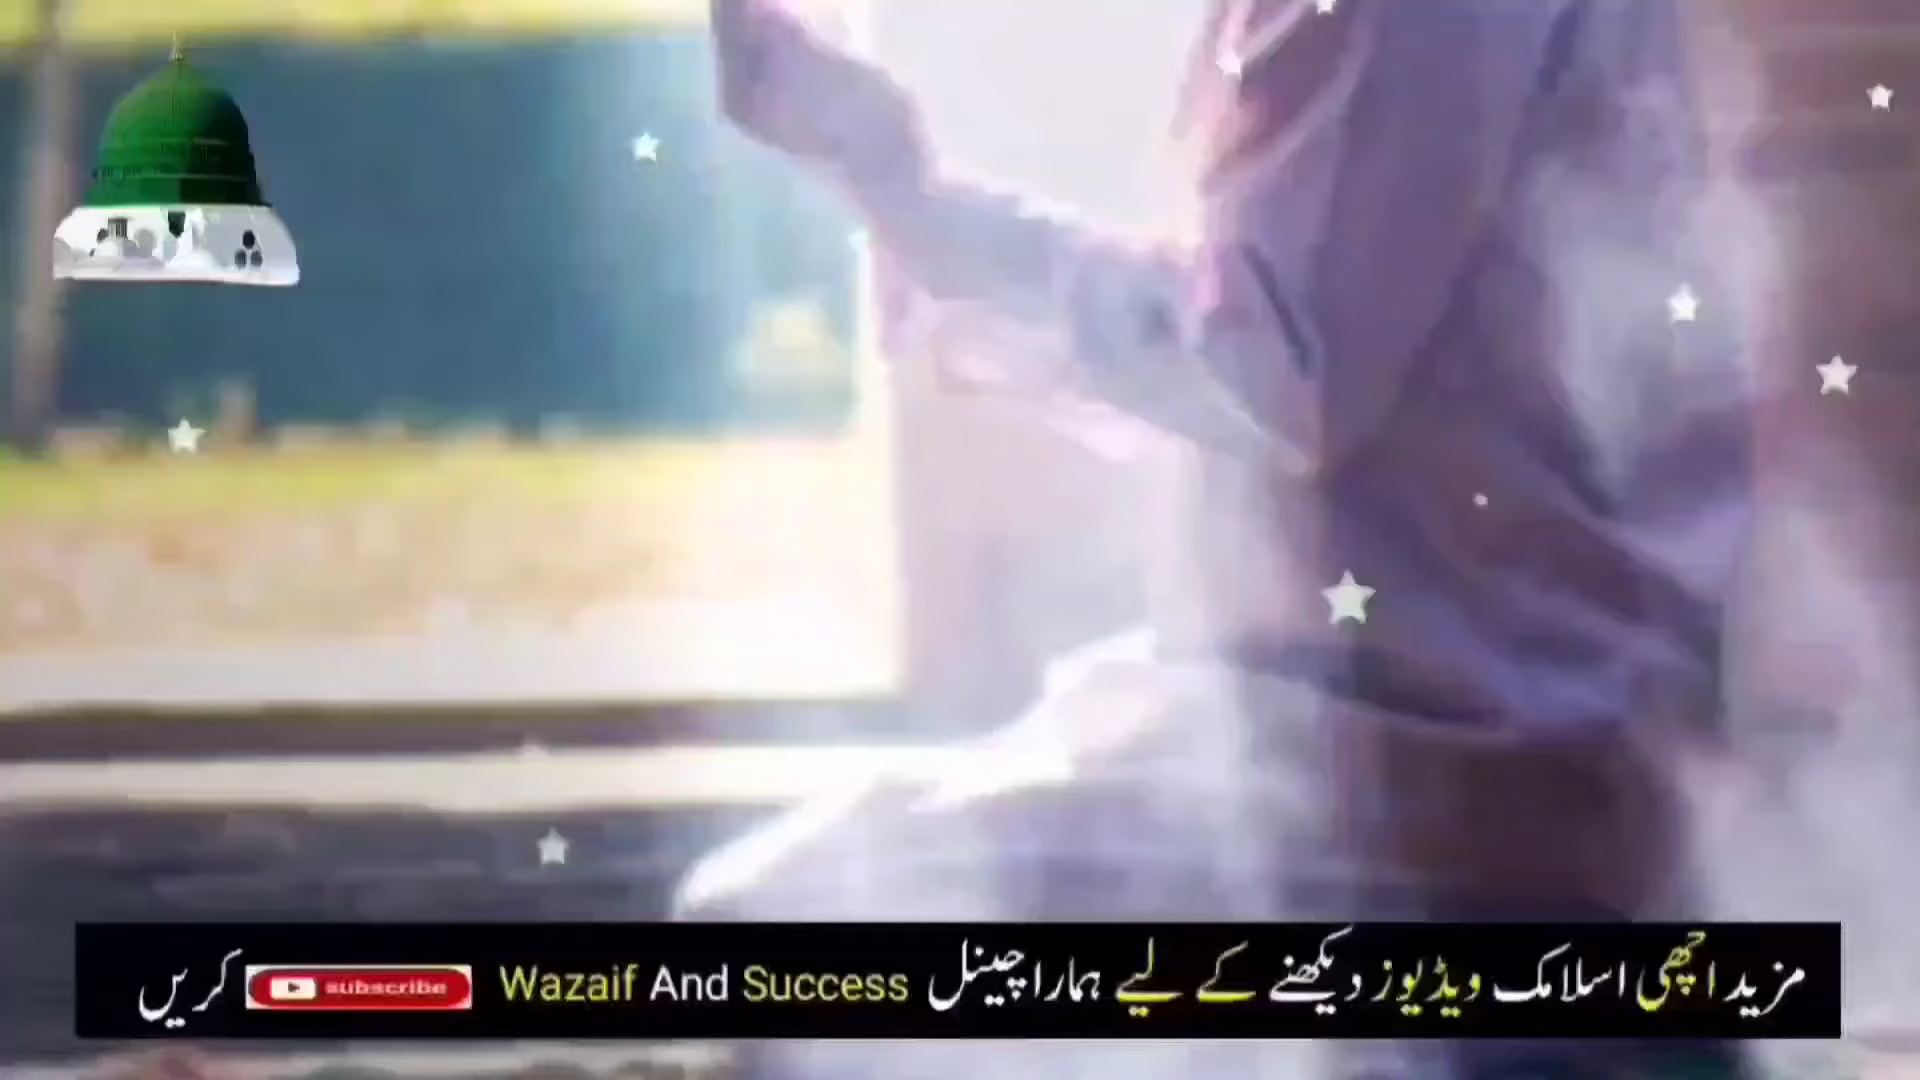 مزید اچھی اسلامک ویڈیوز دیکھنے کے لیے ہمارا چینل Wazaif And Success subscribe کریں